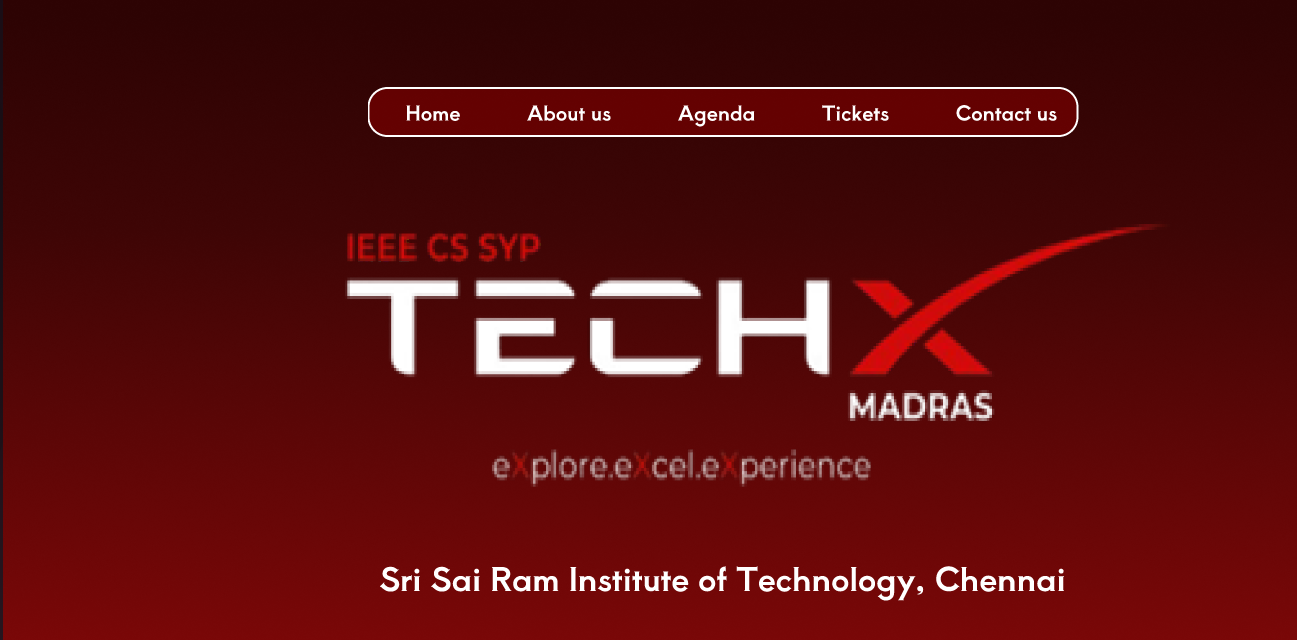 Home About us Agenda Tickets Contact us
IEEE CS SYP
TECHX
MADRAS
eXplore.eXcel.eXperience
Sri Sai Ram Institute of Technology, Chennai